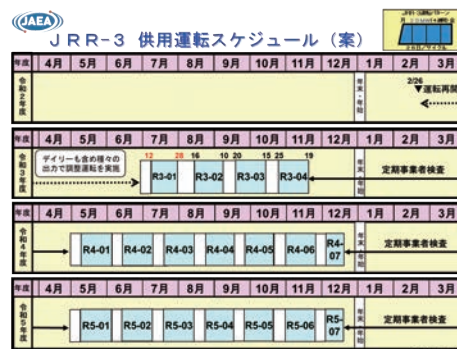 JAEA
JRR-3 供用運転スケジュール（案）
年度 4月 5月 6月 7月 8月 9月 10月 11月 12月 年末・年始 1月 2月 3月
令和2年度
2/26
▼運転再開
年度 4月 5月 6月 7月 8月 9月 10月 11月 12月 1月 2月 3月
令和3年度
デイリーも含め種々の
出力で調整運転を実施
12 28 16 10 20 15 25 19
R3-01 R3-02 R3-03 R3-04 年末・年始 定期事業者検査
年度 4月 5月 6月 7月 8月 9月 10月 11月 12月 1月 2月 3月
令和4年度
R4-01 R4-02 R4-03 R4-04 R4-05 R4-06 R4-07 年末・年始 定期事業者検査
年度 4月 5月 6月 7月 8月 9月 10月 11月 12月 1月 2月 3月
令和5年度
R5-01 R5-02 R5-03 R5-04 R5-05 R5-06 R5-07 年末・年始 定期事業者検査